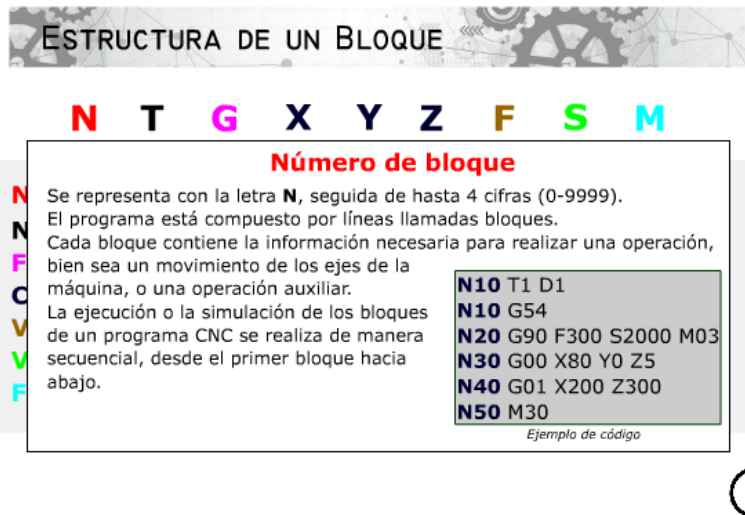 ESTRUCTURA DE UN BLOQUE
N T G X Y Z F S M
Número de bloque
Se representa con la letra N, seguida de hasta 4 cifras (0-9999).
El programa está compuesto por líneas llamadas bloques.
Cada bloque contiene la información necesaria para realizar una operación,
bien sea un movimiento de los ejes de la
máquina, o una operación auxiliar.
La ejecución o la simulación de los bloques
de un programa CNC se realiza de manera
secuencial, desde el primer bloque hacia
abajo.
N10 T1 D1
N10 G54
N20 G90 F300 S2000 M03
N30 G00 X80 Y0 Z5
N40 G01 X200 Z300
N50 M30
Ejemplo de código